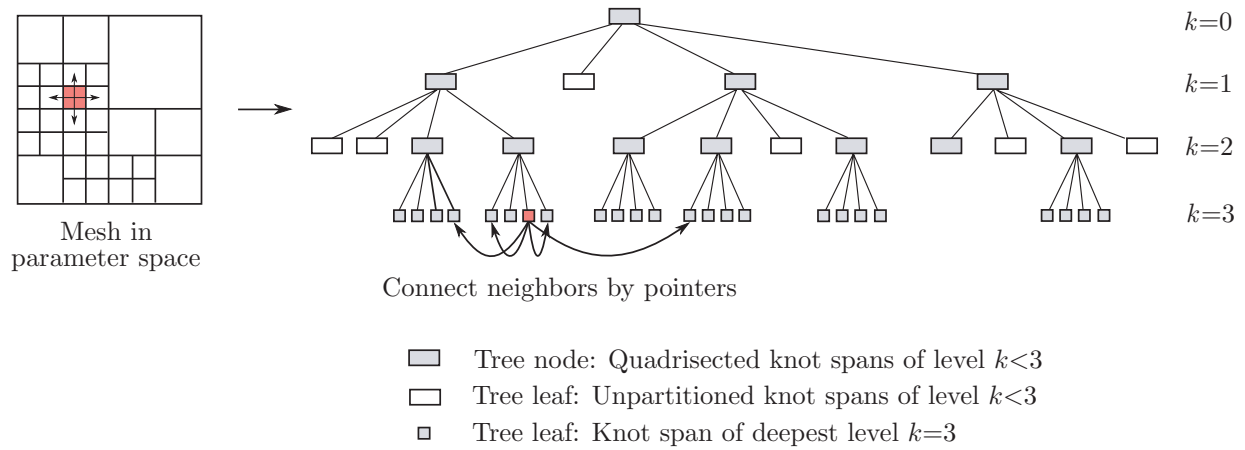 k=0
k=1
k=2
k=3
Mesh in
parameter space
Connect neighbors by pointers
Tree node: Quadrisected knot spans of level k<3
Tree leaf: Unpartitioned knot spans of level k<3
Tree leaf: Knot span of deepest level k=3